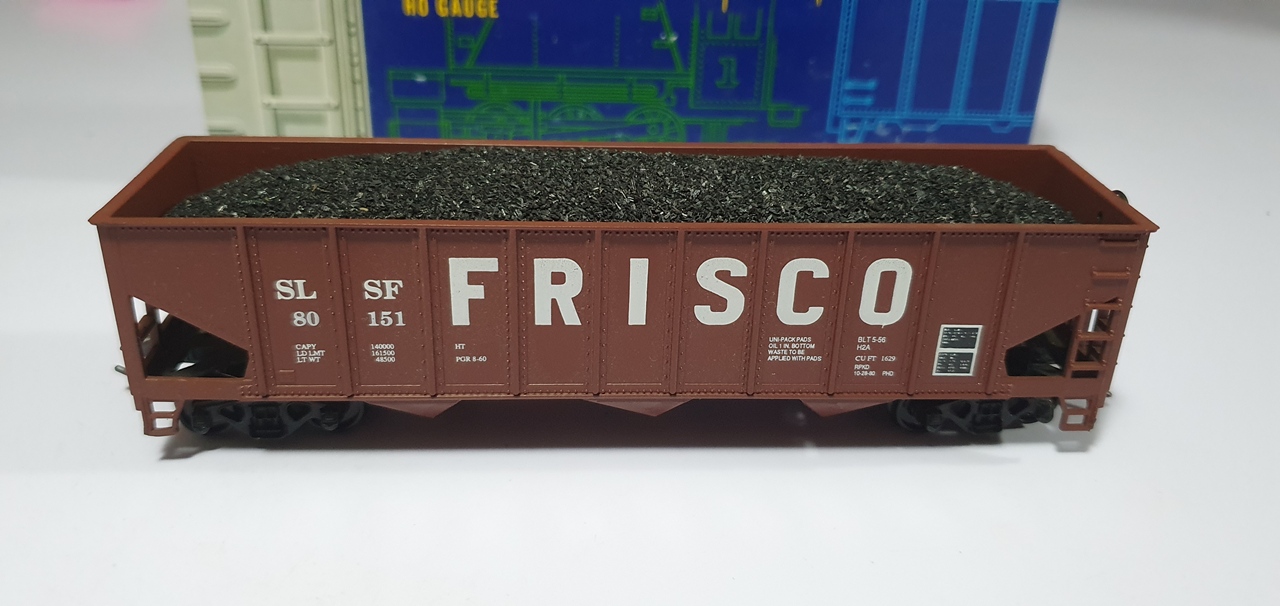 HO GAUGE
1
FRISCO
SL SF
80 151
CAPY 140000
LD LMT 161500
LT WT 48500
HT
PGR 8-60
UNI-PACK PADS
OIL 1 IN. BOTTOM
WASTE TO BE
APPLIED WITH PADS
BLT 5-56
H2A
CU FT 1629
RPKD
10-28-80 PHD